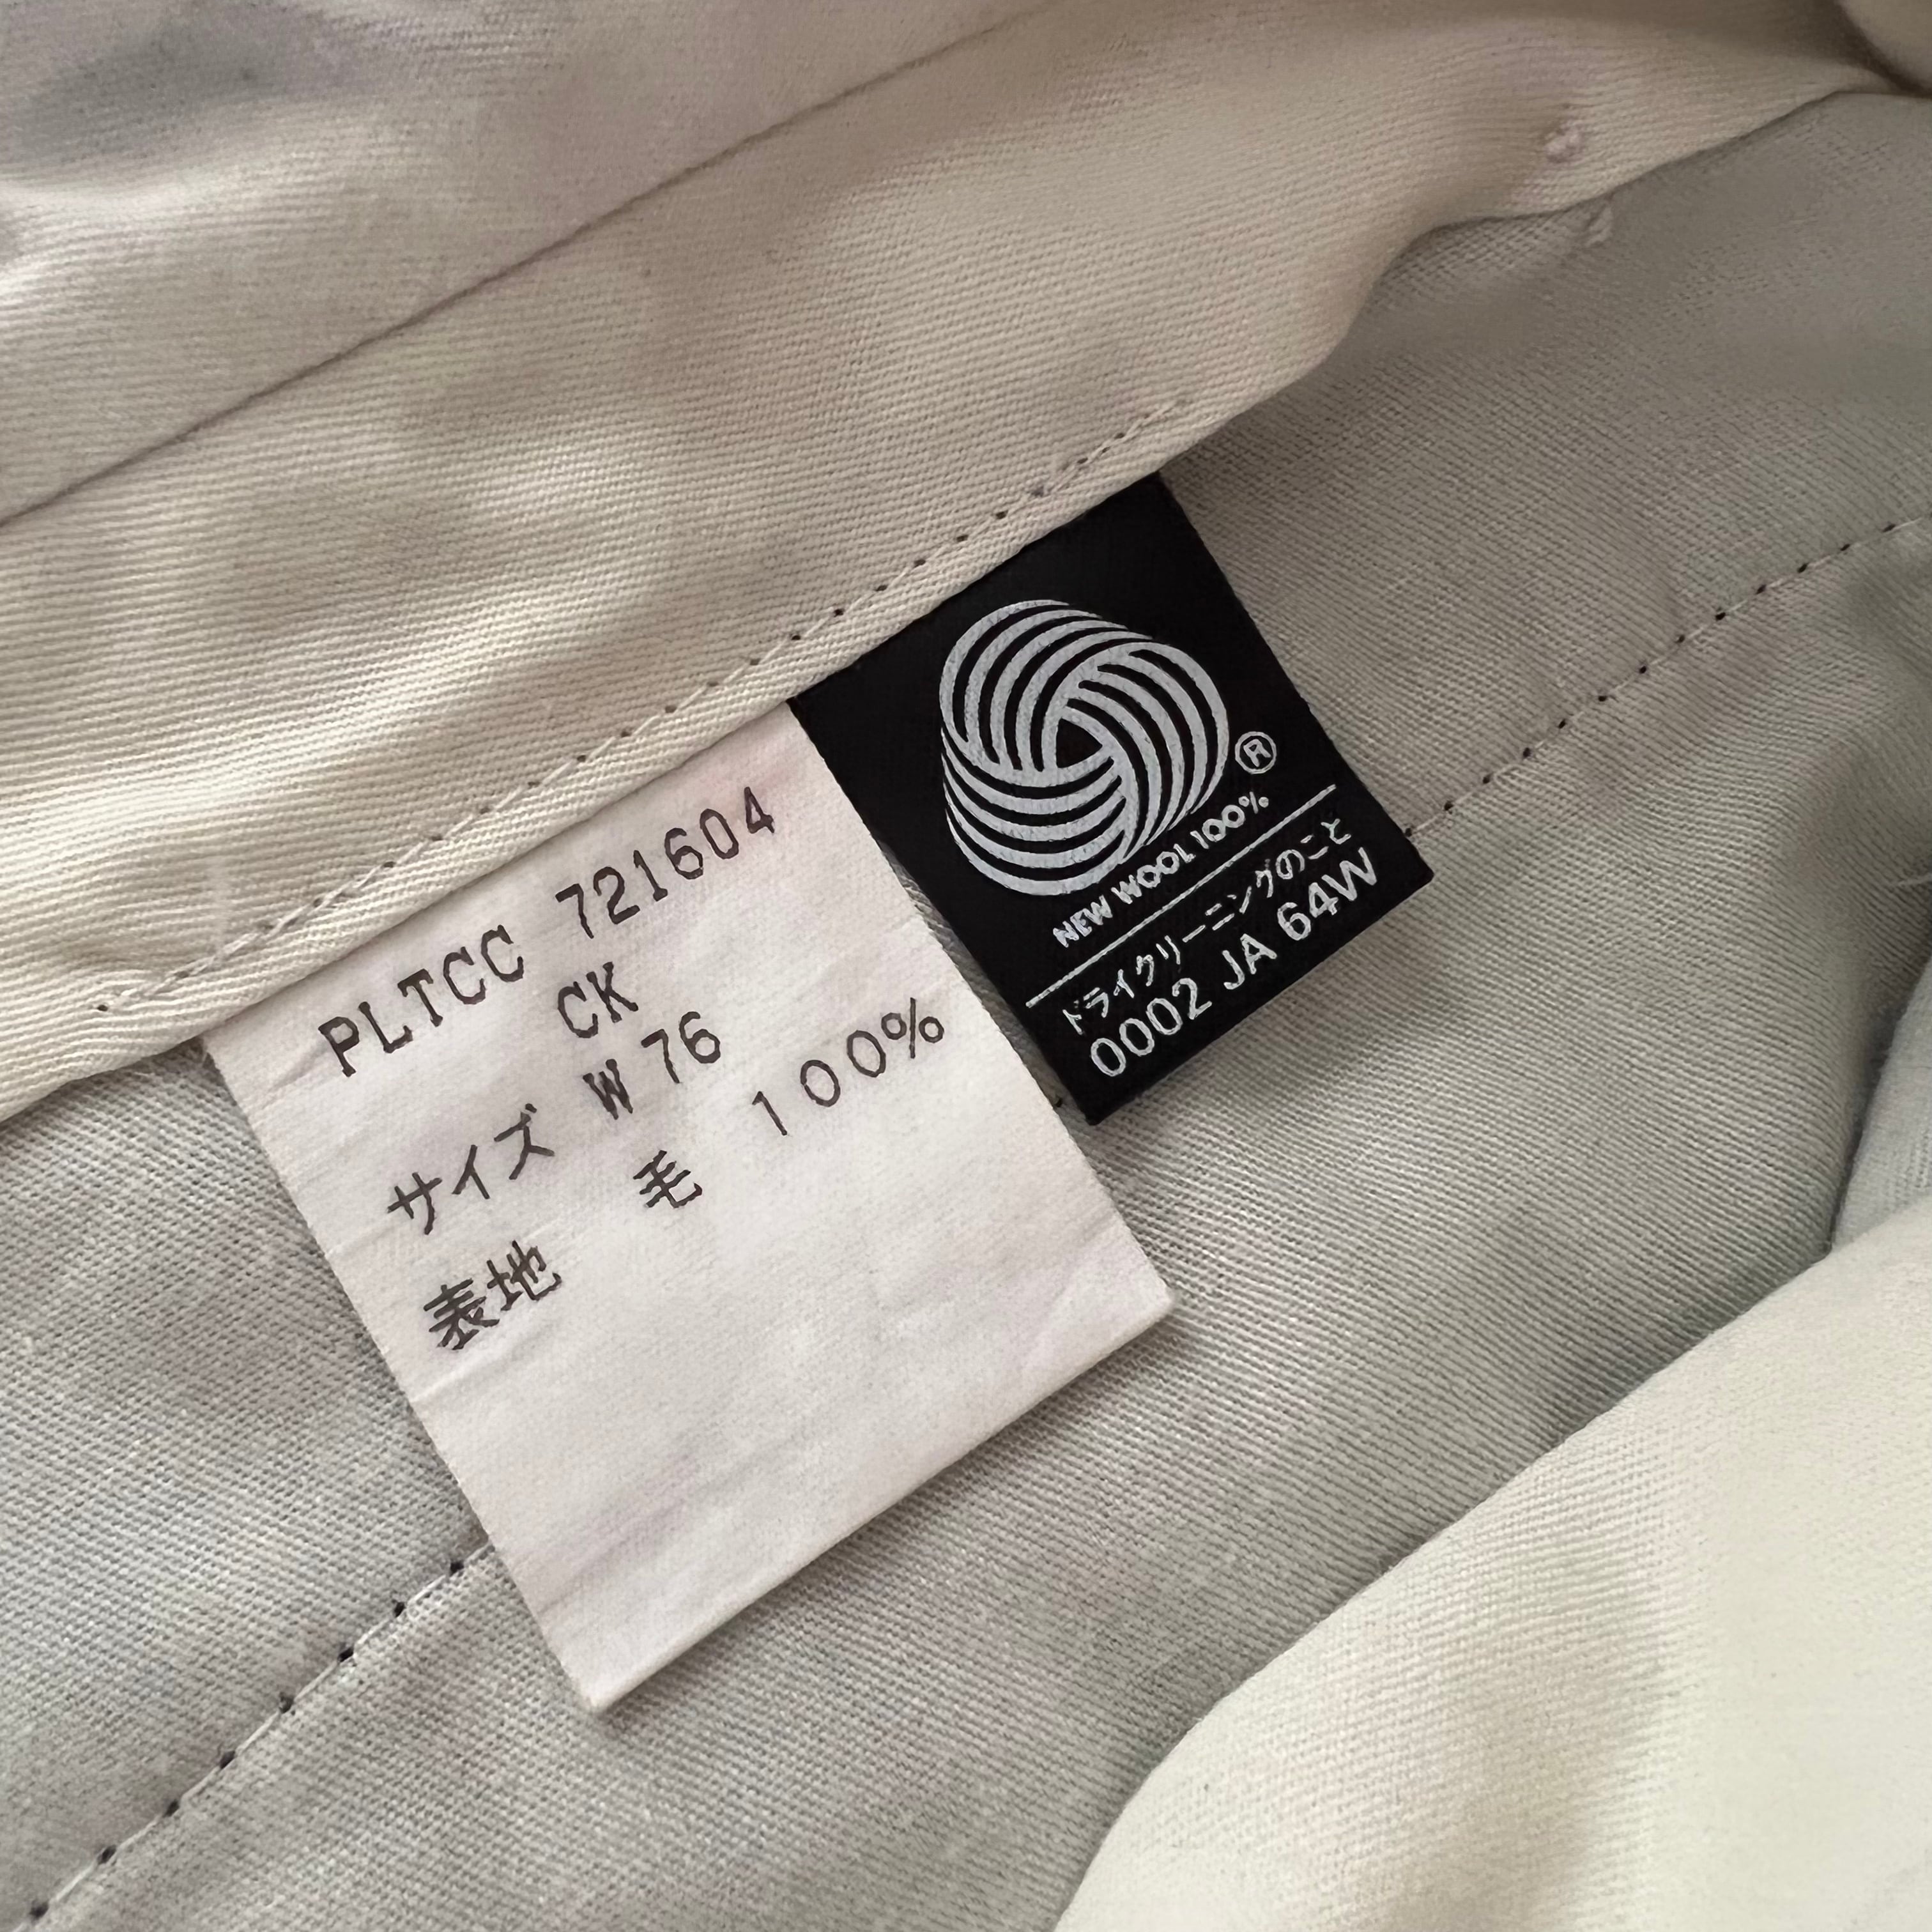 PLTCC 721604
CK
サイズ W 76
表地 毛 100%
®
NEW WOOL 100%
ドライクリーニングのこと
0002 JA 64W